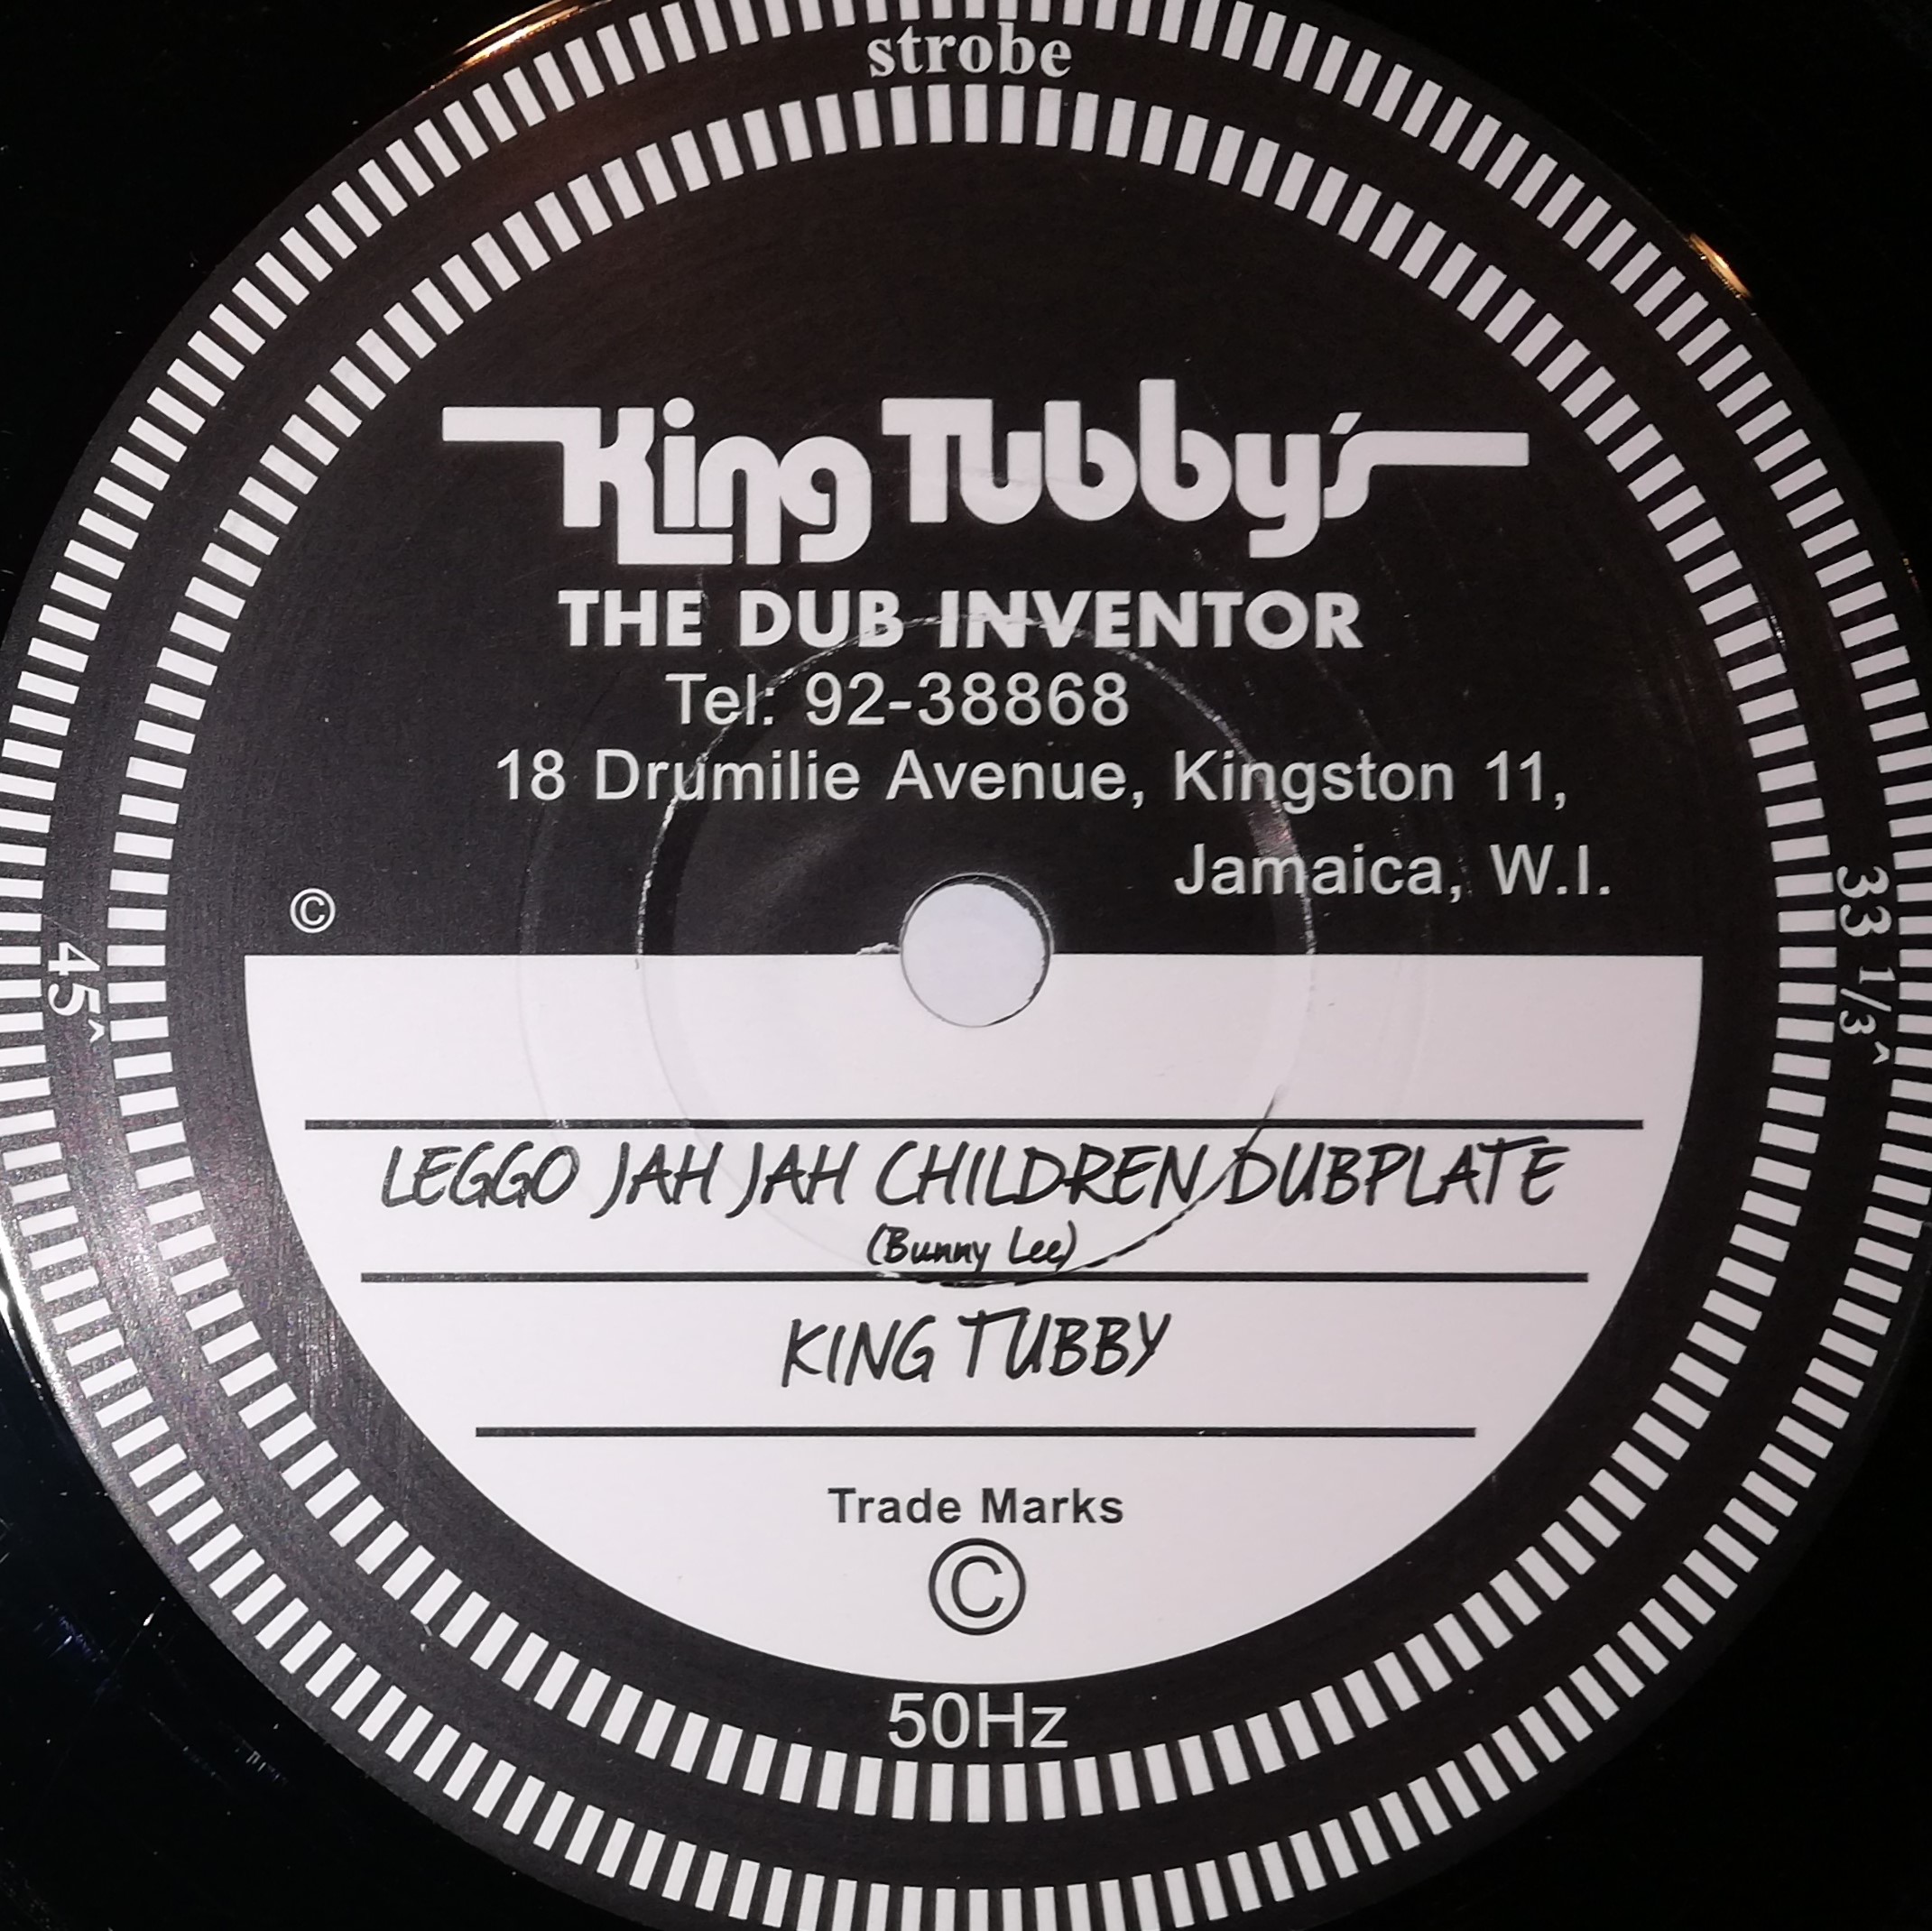 strobe
King Tubby's
THE DUB INVENTOR
Tel: 92-38868
18 Drumilie Avenue, Kingston 11,
Jamaica, W.I.
©
45^
33 1/3^
LEGGO JAH JAH CHILDREN DUBPLATE
(Bunny Lee)
KING TUBBY
Trade Marks
©
50Hz